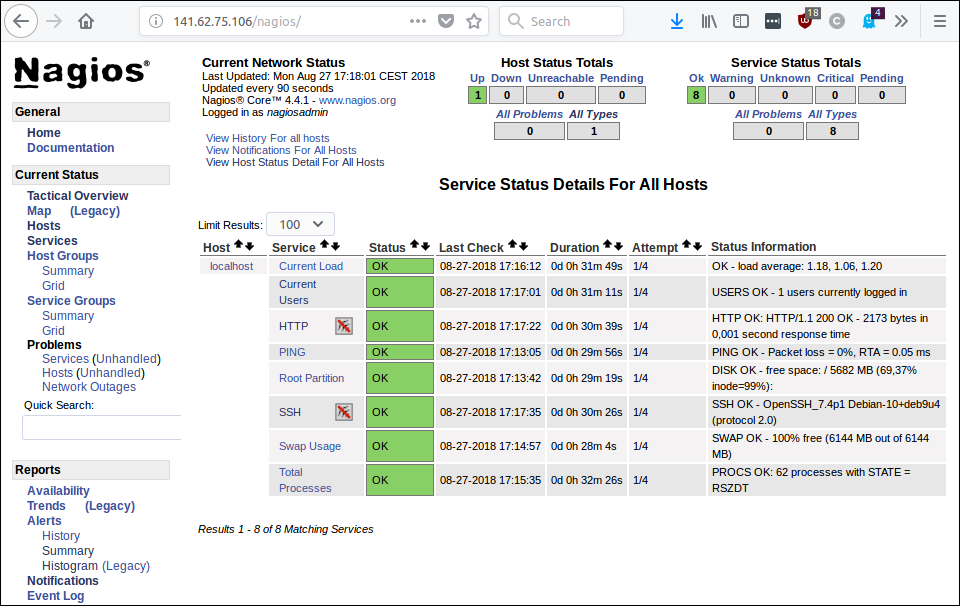 141.62.75.106/nagios/
Search
18
4
Nagios®
General
Home
Documentation
Current Status
Tactical Overview
Map (Legacy)
Hosts
Services
Host Groups
Summary
Grid
Service Groups
Summary
Grid
Problems
Services (Unhandled)
Hosts (Unhandled)
Network Outages
Quick Search:
Reports
Availability
Trends (Legacy)
Alerts
History
Summary
Histogram (Legacy)
Notifications
Event Log
Current Network Status
Last Updated: Mon Aug 27 17:18:01 CEST 2018
Updated every 90 seconds
Nagios® Core™ 4.4.1 - www.nagios.org
Logged in as nagiosadmin
View History For all hosts
View Notifications For All Hosts
View Host Status Detail For All Hosts
Host Status Totals
Up Down Unreachable Pending
1 0 0 0
All Problems All Types
0 1
Service Status Totals
Ok Warning Unknown Critical Pending
8 0 0 0 0
All Problems All Types
0 8
Service Status Details For All Hosts
Limit Results: 100
Host Service Status Last Check Duration Attempt Status Information
localhost Current Load OK 08-27-2018 17:16:12 0d 0h 31m 49s 1/4 OK - load average: 1.18, 1.06, 1.20
Current
Users OK 08-27-2018 17:17:01 0d 0h 31m 11s 1/4 USERS OK - 1 users currently logged in
HTTP OK 08-27-2018 17:17:22 0d 0h 30m 39s 1/4 HTTP OK: HTTP/1.1 200 OK - 2173 bytes in
0,001 second response time
PING OK 08-27-2018 17:13:05 0d 0h 29m 56s 1/4 PING OK - Packet loss = 0%, RTA = 0.05 ms
Root Partition OK 08-27-2018 17:13:42 0d 0h 29m 19s 1/4 DISK OK - free space: / 5682 MB (69,37%
inode=99%):
SSH OK 08-27-2018 17:17:35 0d 0h 30m 26s 1/4 SSH OK - OpenSSH_7.4p1 Debian-10+deb9u4
(protocol 2.0)
Swap Usage OK 08-27-2018 17:14:57 0d 0h 28m 4s 1/4 SWAP OK - 100% free (6144 MB out of 6144
MB)
Total
Processes OK 08-27-2018 17:15:35 0d 0h 32m 26s 1/4 PROCS OK: 62 processes with STATE =
RSZDT
Results 1 - 8 of 8 Matching Services